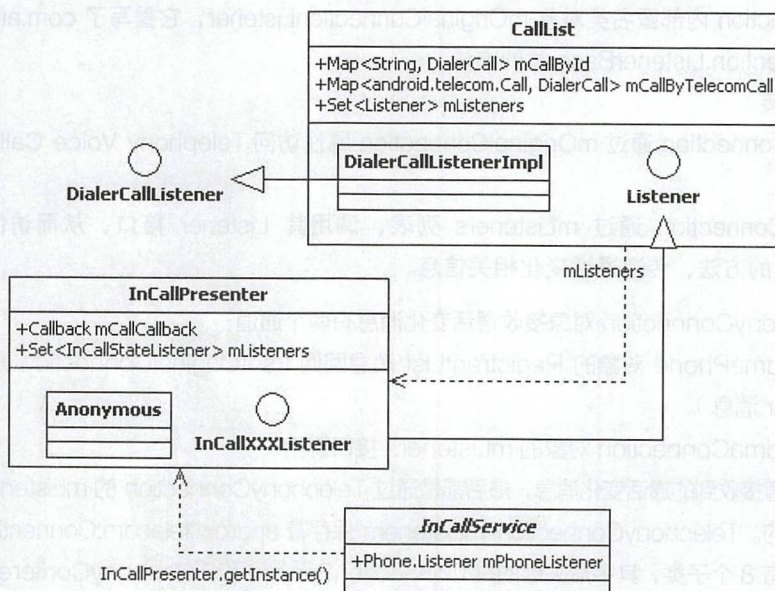 CallList
+Map<String, DialerCall> mCallById
+Map<android.telecom.Call, DialerCall> mCallByTelecomCall
+Set<Listener> mListeners
DialerCallListenerImpl
DialerCallListener
Listener
mListeners
InCallPresenter
+Callback mCallCallback
+Set<InCallStateListener> mListeners
Anonymous
InCallXXXListener
InCallService
+Phone.Listener mPhoneListener
InCallPresenter.getInstance()